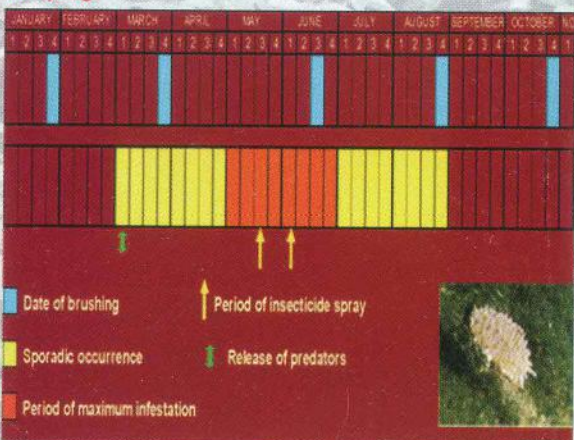 JANUARY FEBRUARY MARCH APRIL MAY JUNE JULY AUGUST SEPTEMBER OCTOBER NO
1 2 3 4 1 2 3 4 1 2 3 4 1 2 3 4 1 2 3 4 1 2 3 4 1 2 3 4 1 2 3 4 1 2 3 4 1 2 3 4 1
Date of brushing
Period of insecticide spray
Sporadic occurrence
Release of predators
Period of maximum infestation